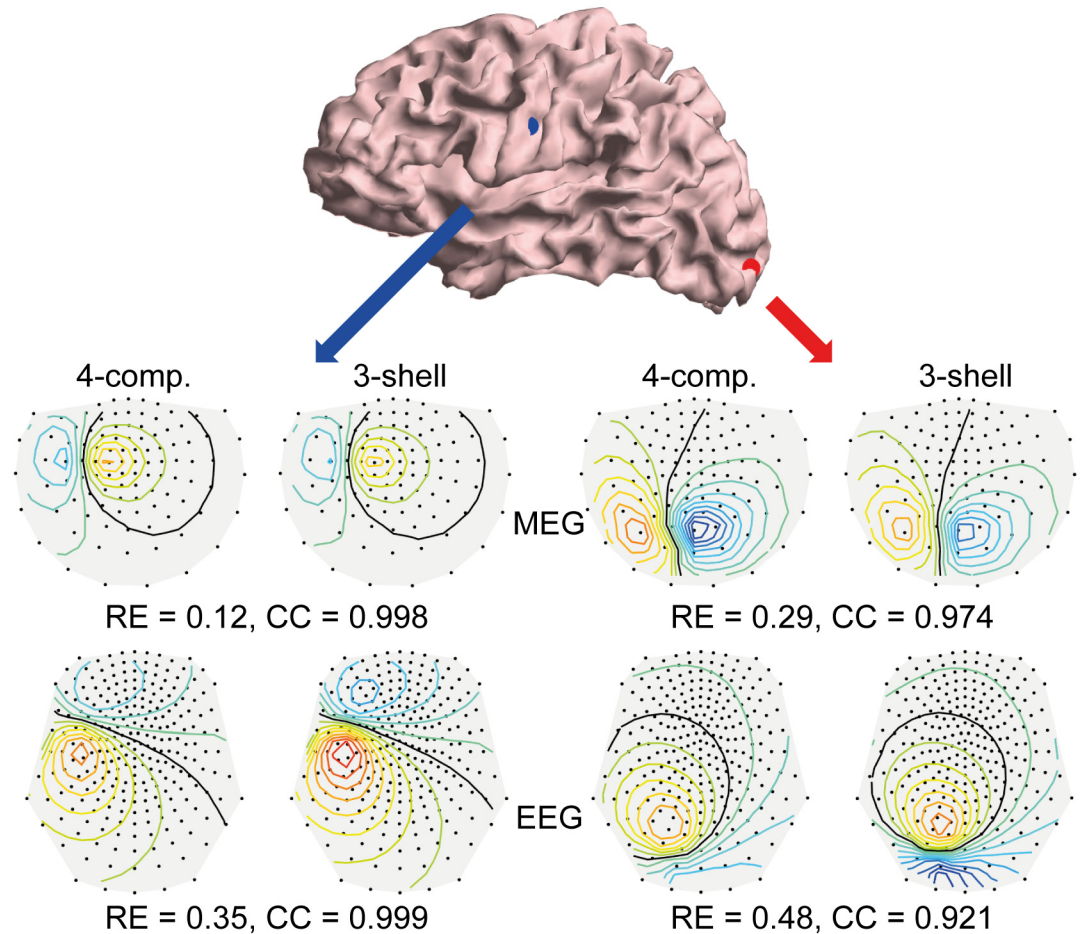 4-comp. 3-shell 4-comp. 3-shell
MEG
RE = 0.12, CC = 0.998 RE = 0.29, CC = 0.974
EEG
RE = 0.35, CC = 0.999 RE = 0.48, CC = 0.921